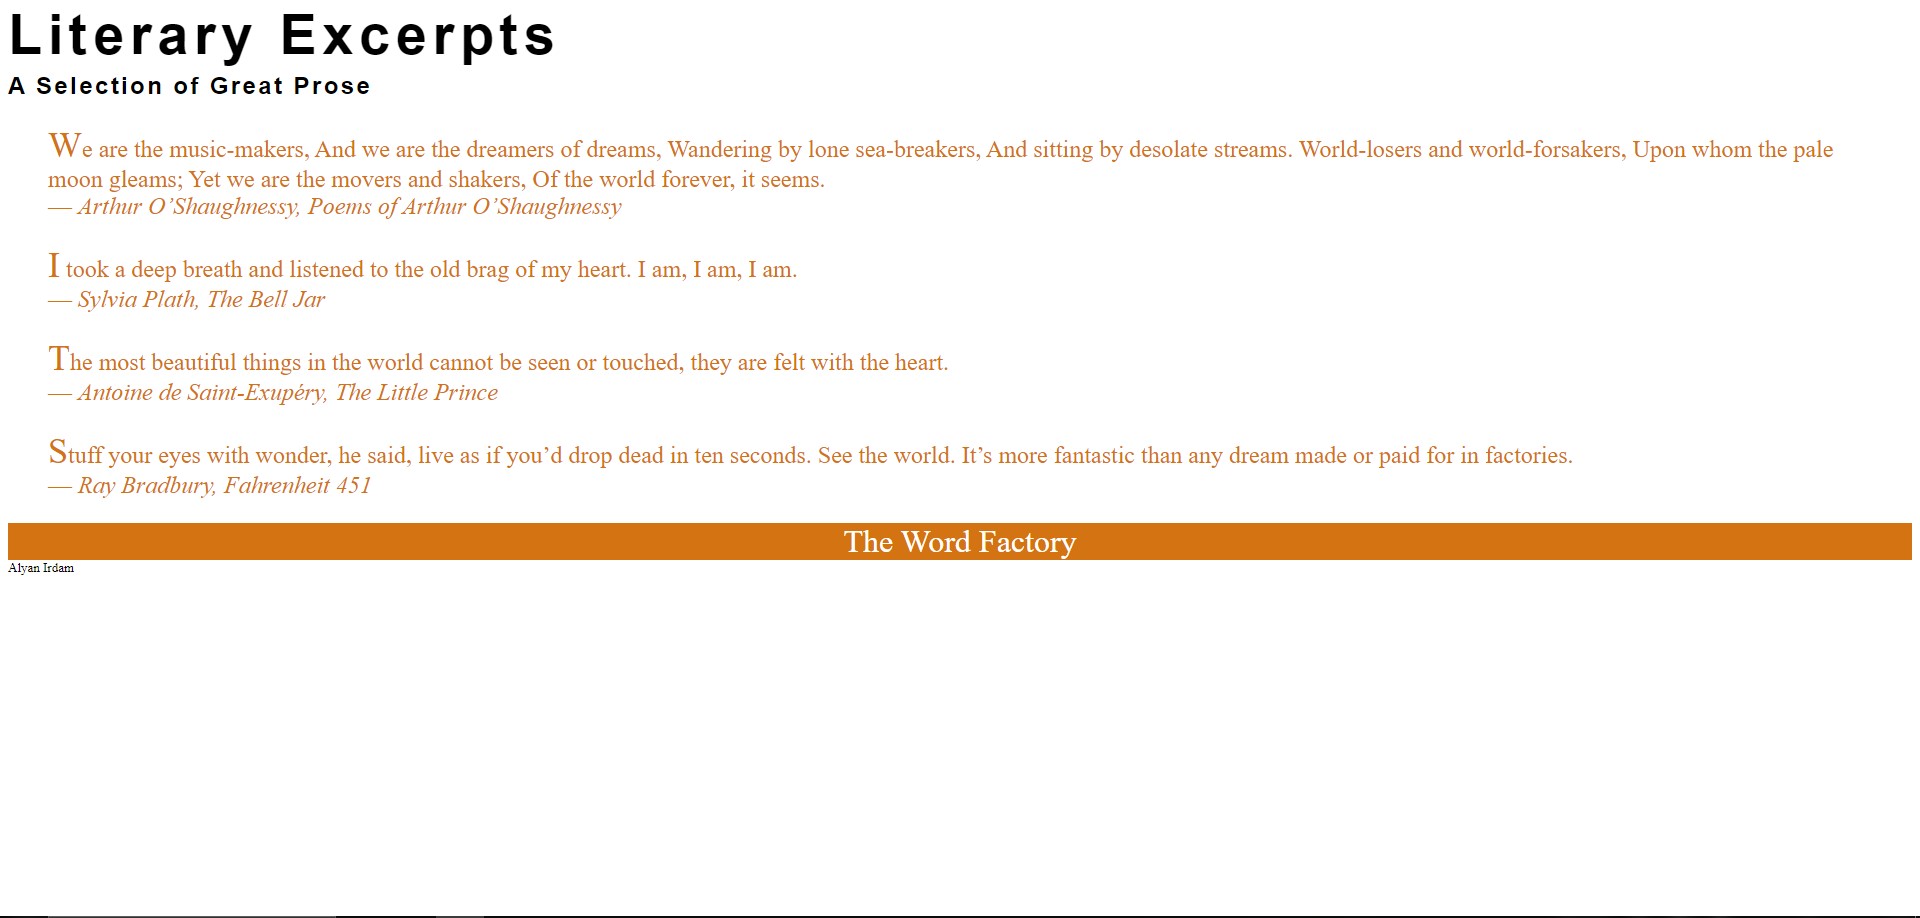 Literary Excerpts
A Selection of Great Prose
We are the music-makers, And we are the dreamers of dreams, Wandering by lone sea-breakers, And sitting by desolate streams. World-losers and world-forsakers, Upon whom the pale
moon gleams; Yet we are the movers and shakers, Of the world forever, it seems.
— Arthur O’Shaughnessy, Poems of Arthur O’Shaughnessy
I took a deep breath and listened to the old brag of my heart. I am, I am, I am.
— Sylvia Plath, The Bell Jar
The most beautiful things in the world cannot be seen or touched, they are felt with the heart.
— Antoine de Saint-Exupéry, The Little Prince
Stuff your eyes with wonder, he said, live as if you’d drop dead in ten seconds. See the world. It’s more fantastic than any dream made or paid for in factories.
— Ray Bradbury, Fahrenheit 451
The Word Factory
Alyan Irdam